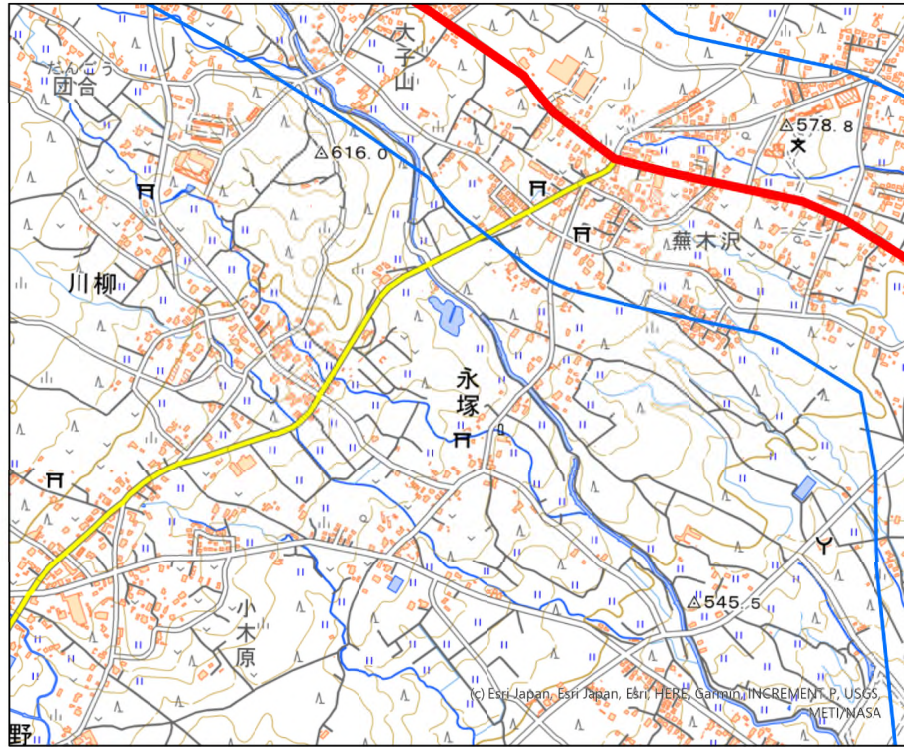 だんごう
団合
大子山
△578.8
△616.0
蕪木沢
川柳
永塚
△545.5
小木原
野
(c) Esri Japan, Esri Japan, Esri, HERE, Garmin, INCREMENT P, USGS,
METI/NASA